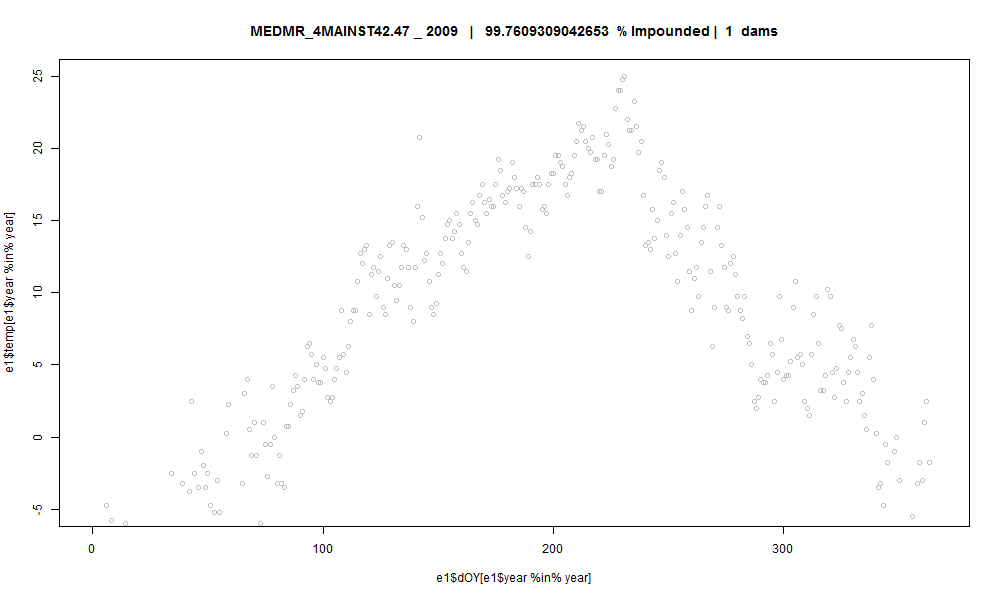 MEDMR_4MAINST42.47 _ 2009 | 99.7609309042653 % Impounded | 1 dams
e1$temp[e1$year %in% year]
25
20
15
10
5
0
-5
0 100 200 300
e1$dOY[e1$year %in% year]